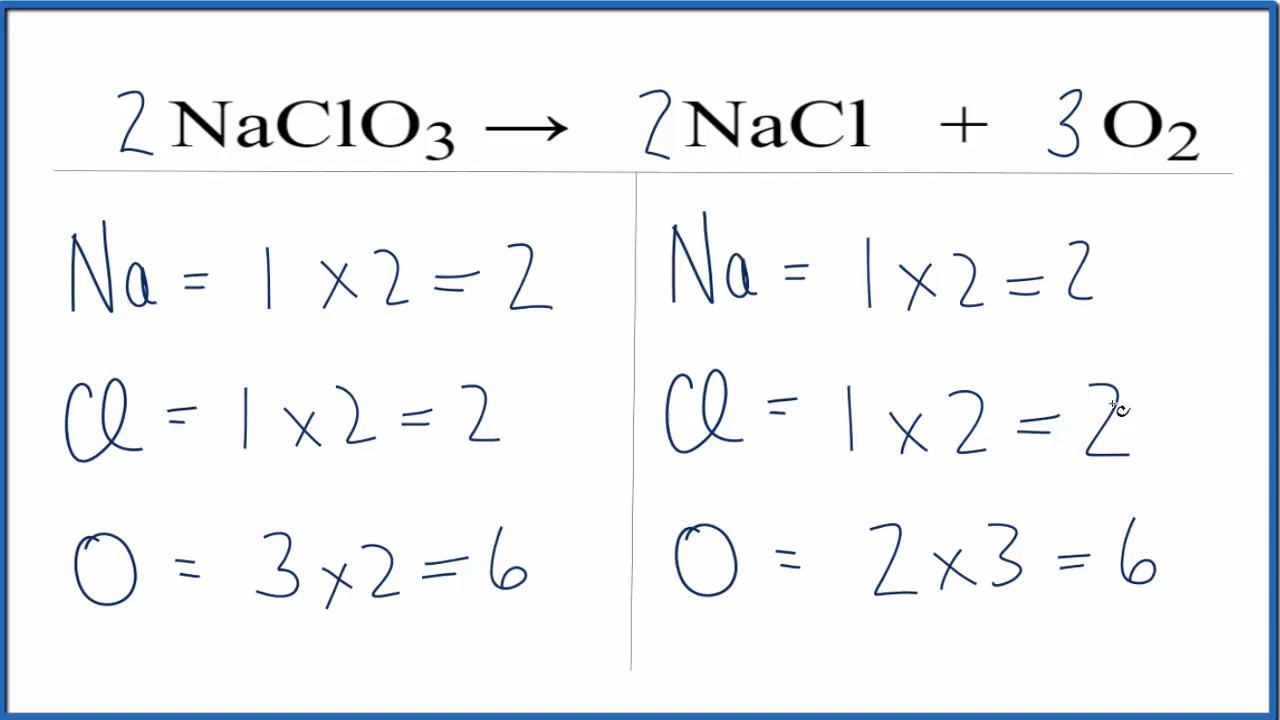 2 NaClO₃ → 2 NaCl + 3 O₂
Na = 1 x 2 = 2
Cl = 1 x 2 = 2
O = 3 x 2 = 6
Na = 1 x 2 = 2
Cl = 1 x 2 = 2
O = 2 x 3 = 6